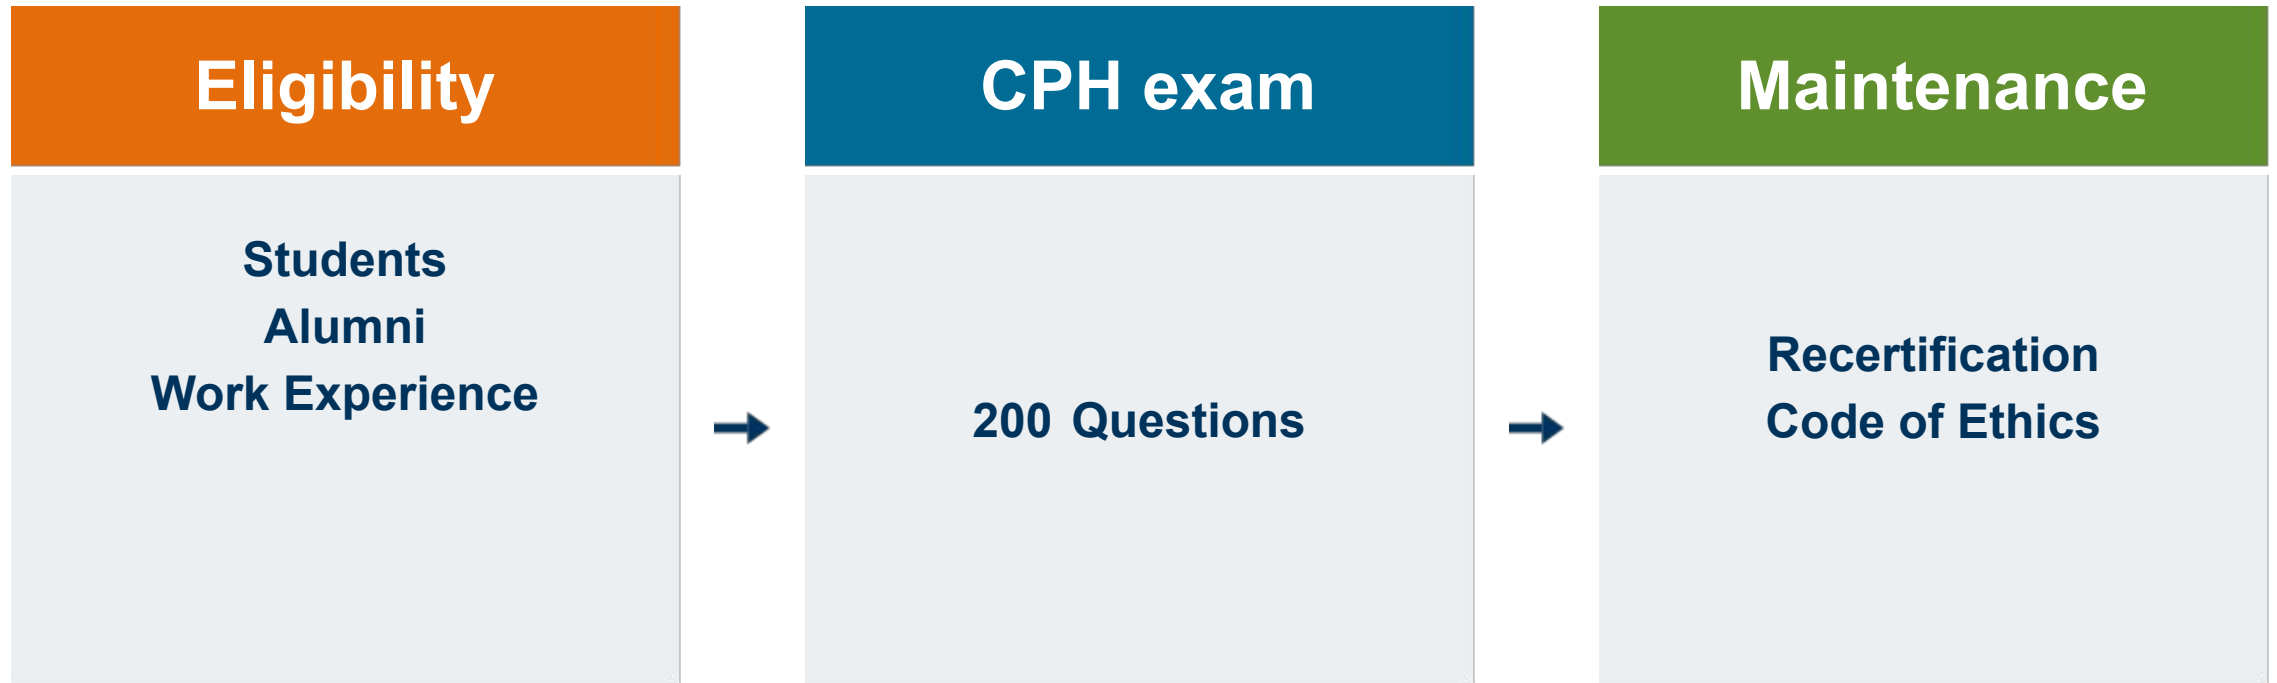 Eligibility
Students
Alumni
Work Experience
CPH exam
200 Questions
Maintenance
Recertification
Code of Ethics